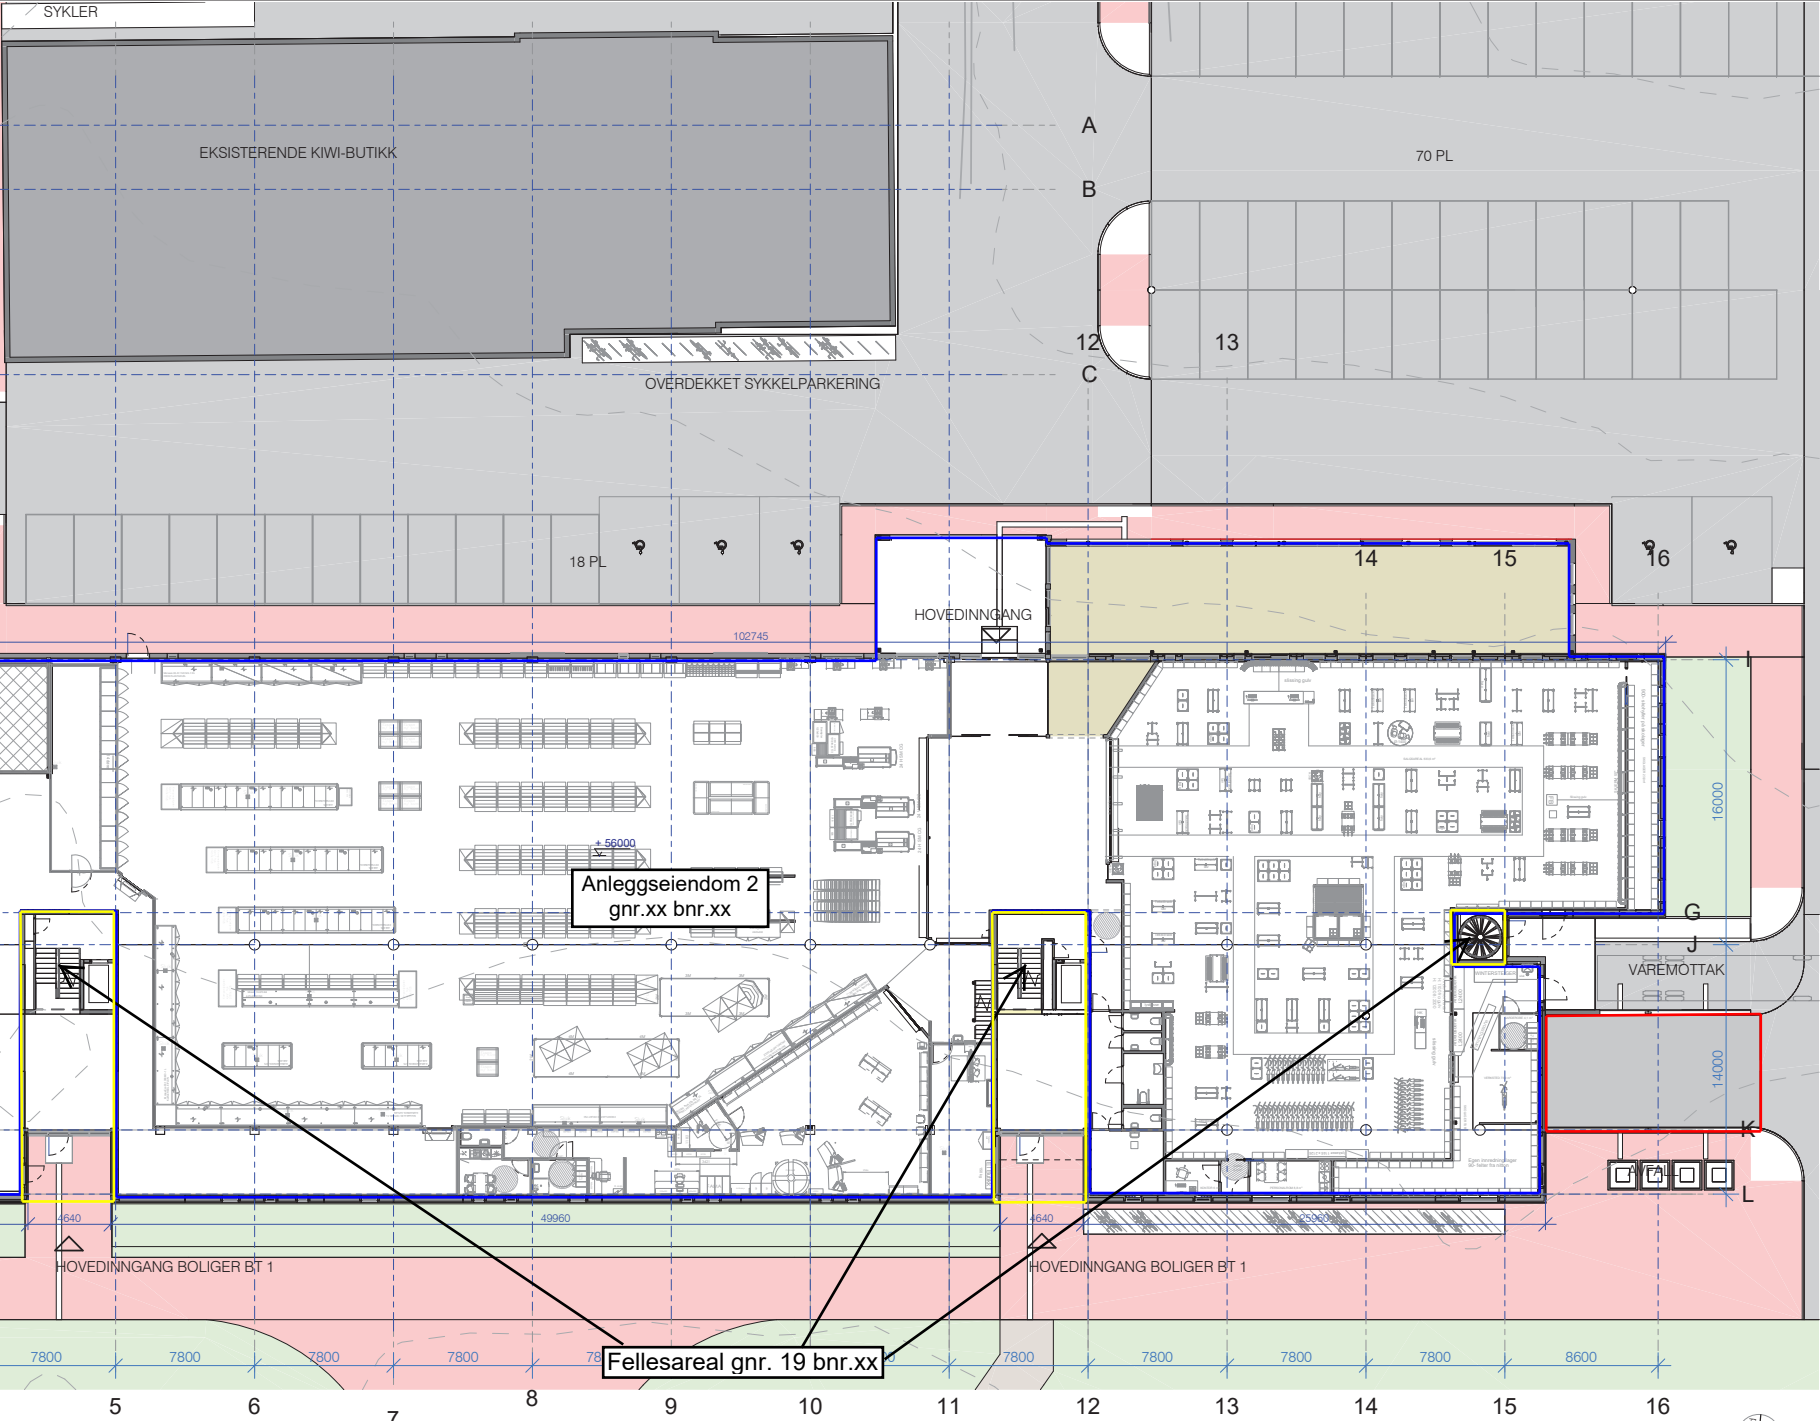 SYKLER
A
EKSISTERENDE KIWI-BUTIKK
70 PL
B
12
13
C
OVERDEKKET SYKKELPARKERING
18 PL
14
15
16
HOVEDINNGANG
102745
I
16000
+ 56000
Anleggseiendom 2
gnr.xx bnr.xx
G
J
VAREMOTTAK
14000
K
AVFALL
L
4640
49960
4640
25960
HOVEDINNGANG BOLIGER BT 1
HOVEDINNGANG BOLIGER BT 1
7800
7800
7800
7800
78
Fellesareal gnr. 19 bnr.xx
7800
7800
7800
7800
8600
5
6
7
8
9
10
11
12
13
14
15
16